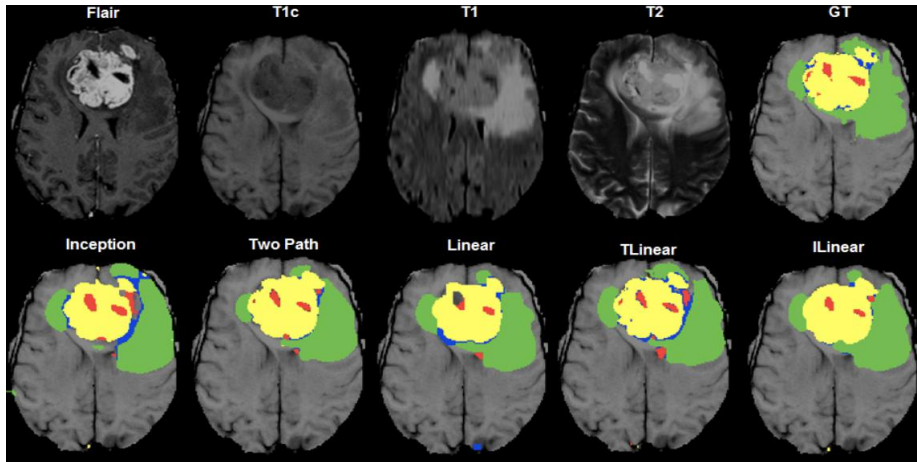 Flair
T1c
T1
T2
GT
Inception
Two Path
Linear
TLinear
ILinear